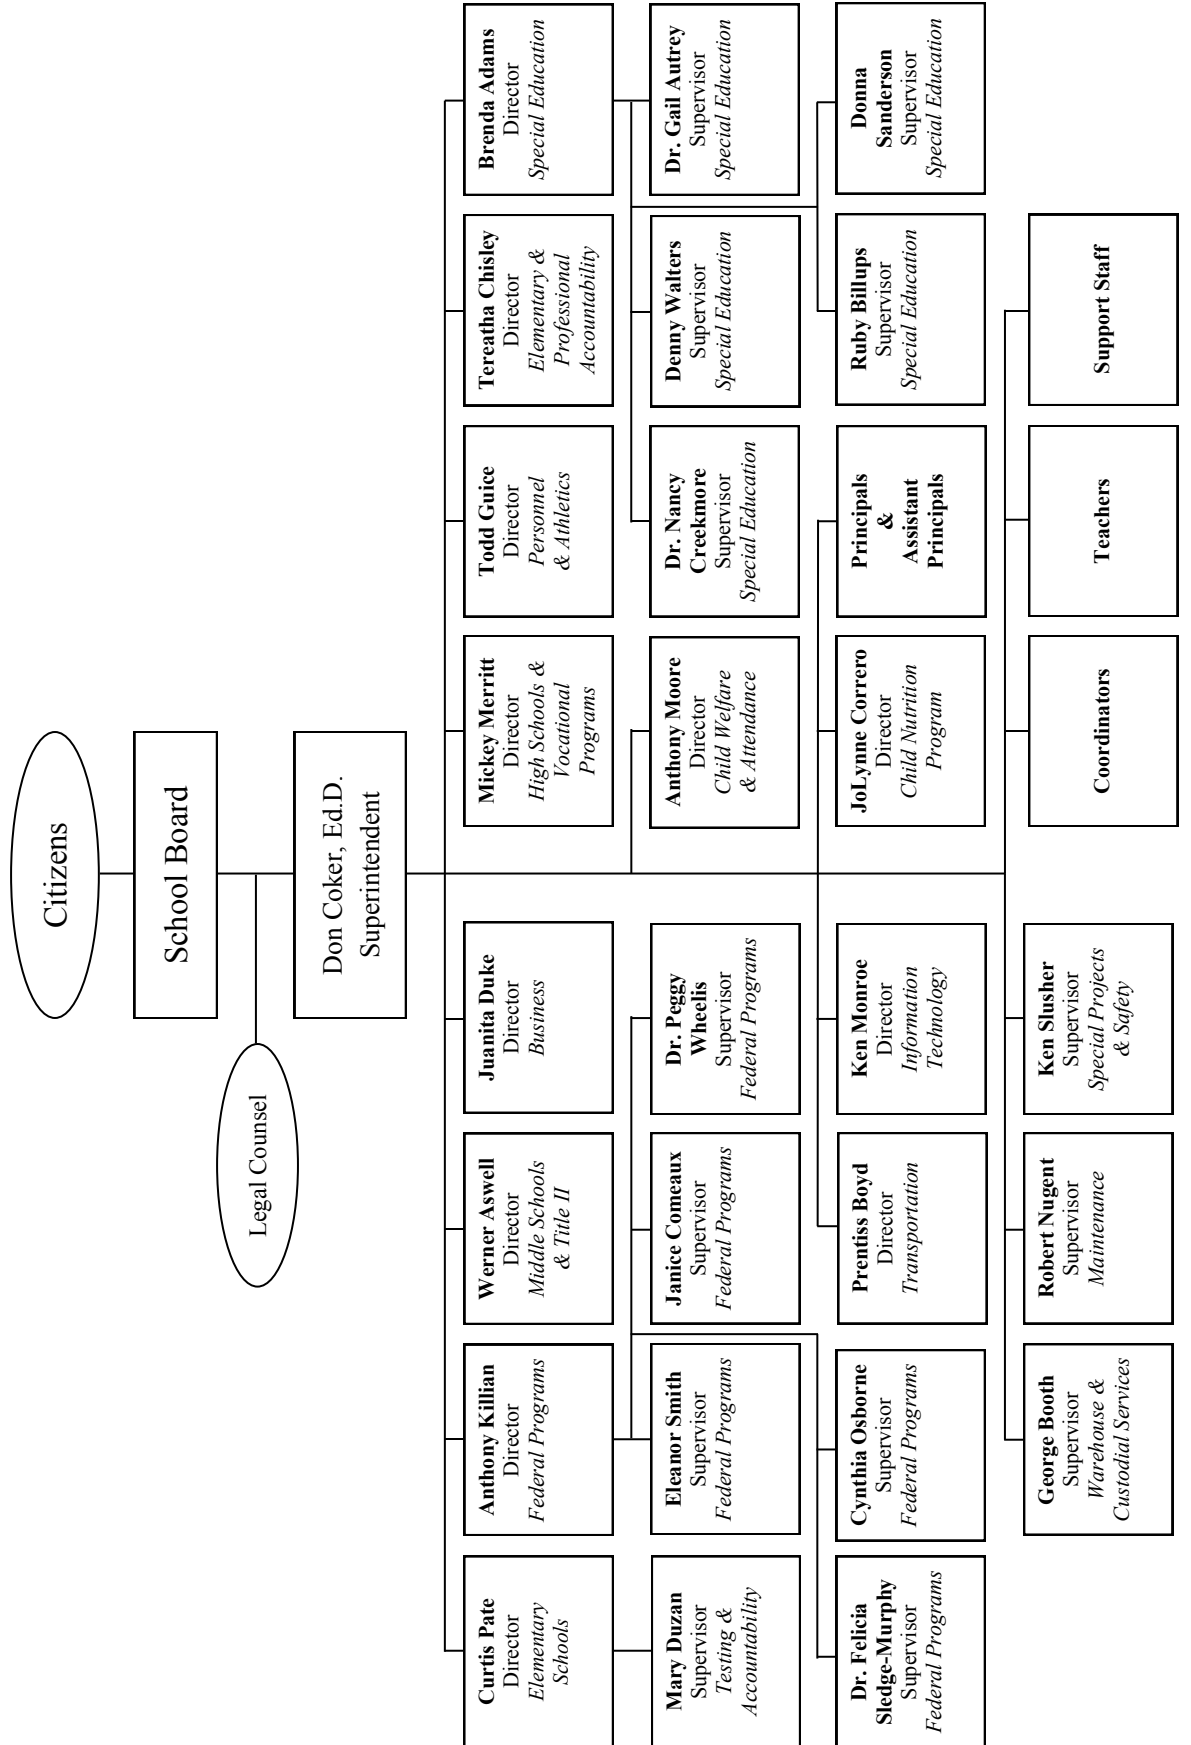 Citizens
School Board
Legal Counsel
Don Coker, Ed.D.
Superintendent
Curtis Pate
Director
Elementary
Schools
Anthony Killian
Director
Federal Programs
Werner Aswell
Director
Middle Schools
& Title II
Juanita Duke
Director
Business
Mickey Merritt
Director
High Schools &
Vocational
Programs
Todd Guice
Director
Personnel
& Athletics
Tereatha Chisley
Director
Elementary &
Professional
Accountability
Brenda Adams
Director
Special Education
Mary Duzan
Supervisor
Testing &
Accountability
Eleanor Smith
Supervisor
Federal Programs
Janice Comeaux
Supervisor
Federal Programs
Dr. Peggy
Wheelis
Supervisor
Federal Programs
Anthony Moore
Director
Child Welfare
& Attendance
Dr. Nancy
Creekmore
Supervisor
Special Education
Denny Walters
Supervisor
Special Education
Dr. Gail Autrey
Supervisor
Special Education
Dr. Felicia
Sledge-Murphy
Supervisor
Federal Programs
Cynthia Osborne
Supervisor
Federal Programs
Prentiss Boyd
Director
Transportation
Ken Monroe
Director
Information
Technology
JoLynne Correro
Director
Child Nutrition
Program
Principals
&
Assistant
Principals
Ruby Billups
Supervisor
Special Education
Donna
Sanderson
Supervisor
Special Education
George Booth
Supervisor
Warehouse &
Custodial Services
Robert Nugent
Supervisor
Maintenance
Ken Slusher
Supervisor
Special Projects
& Safety
Coordinators
Teachers
Support Staff